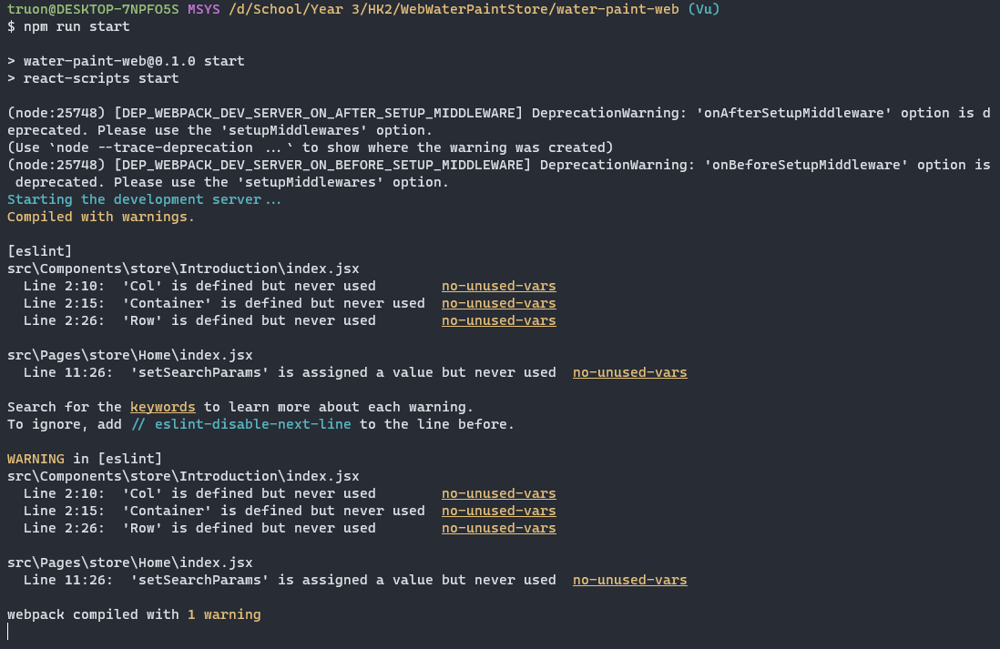 truon@DESKTOP-7NPFO5S MSYS /d/School/Year 3/HK2/WebWaterPaintStore/water-paint-web (Vu)
$ npm run start
> water-paint-web@0.1.0 start
> react-scripts start
(node:25748) [DEP_WEBPACK_DEV_SERVER_ON_AFTER_SETUP_MIDDLEWARE] DeprecationWarning: 'onAfterSetupMiddleware' option is d
eprecated. Please use the 'setupMiddlewares' option.
(Use `node --trace-deprecation ...` to show where the warning was created)
(node:25748) [DEP_WEBPACK_DEV_SERVER_ON_BEFORE_SETUP_MIDDLEWARE] DeprecationWarning: 'onBeforeSetupMiddleware' option is
 deprecated. Please use the 'setupMiddlewares' option.
Starting the development server...
Compiled with warnings.
[eslint]
src\Components\store\Introduction\index.jsx
  Line 2:10:  'Col' is defined but never used        no-unused-vars
  Line 2:15:  'Container' is defined but never used  no-unused-vars
  Line 2:26:  'Row' is defined but never used        no-unused-vars
src\Pages\store\Home\index.jsx
  Line 11:26:  'setSearchParams' is assigned a value but never used  no-unused-vars
Search for the keywords to learn more about each warning.
To ignore, add // eslint-disable-next-line to the line before.
WARNING in [eslint]
src\Components\store\Introduction\index.jsx
  Line 2:10:  'Col' is defined but never used        no-unused-vars
  Line 2:15:  'Container' is defined but never used  no-unused-vars
  Line 2:26:  'Row' is defined but never used        no-unused-vars
src\Pages\store\Home\index.jsx
  Line 11:26:  'setSearchParams' is assigned a value but never used  no-unused-vars
webpack compiled with 1 warning